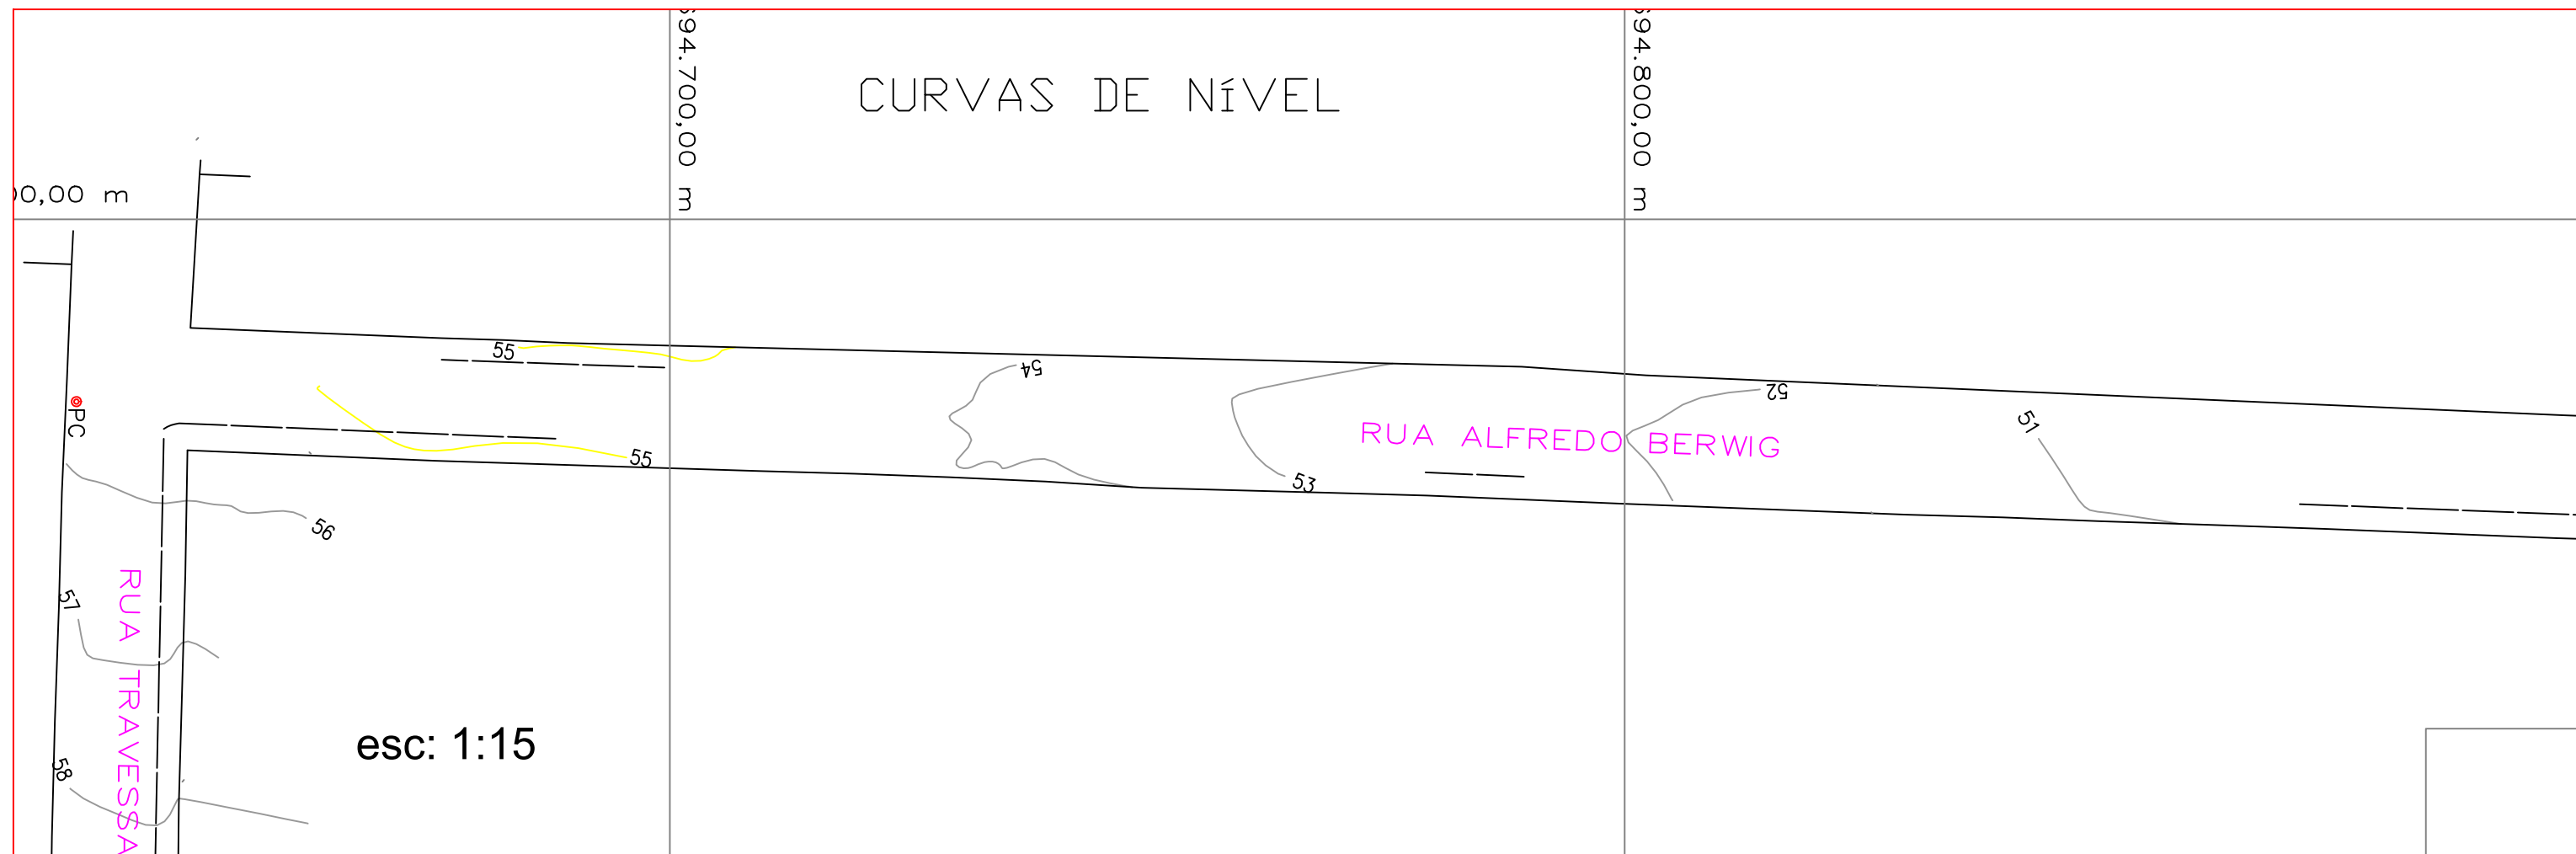 694.700,00 m
CURVAS DE NíVEL
694.800,00 m
00,00 m
55
54
52
PC
51
RUA ALFREDO BERWIG
55
53
56
57
RUA TRAVESSA
58
esc: 1:15